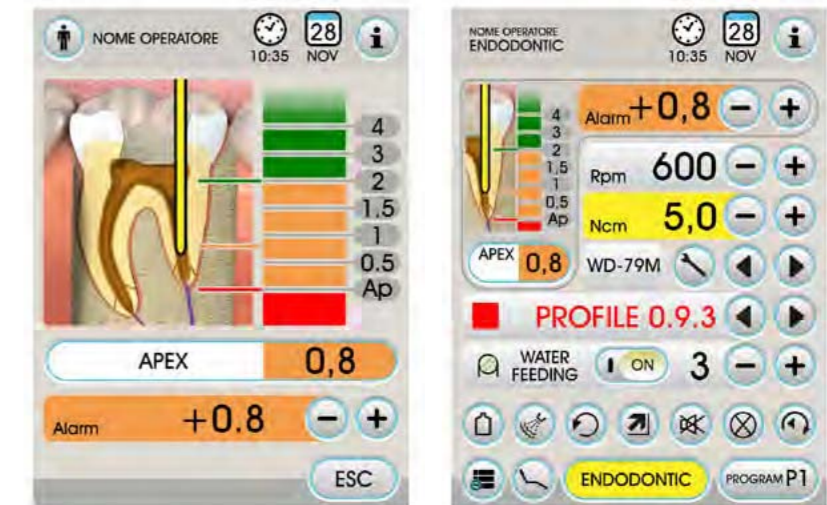 NOME OPERATORE
10:35
28
NOV
i
4
3
2
1.5
1
0.5
Ap
APEX 0,8
Alarm +0.8
ESC
NOME OPERATORE
ENDODONTIC
10:35
28
NOV
i
4
3
2
1,5
1
0,5
Ap
APEX 0,8
Alarm +0,8 - +
Rpm 600 - +
Ncm 5,0 - +
WD-79M
PROFILE 0.9.3
WATER
FEEDING
I ON 3 - +
ENDODONTIC
PROGRAM P1